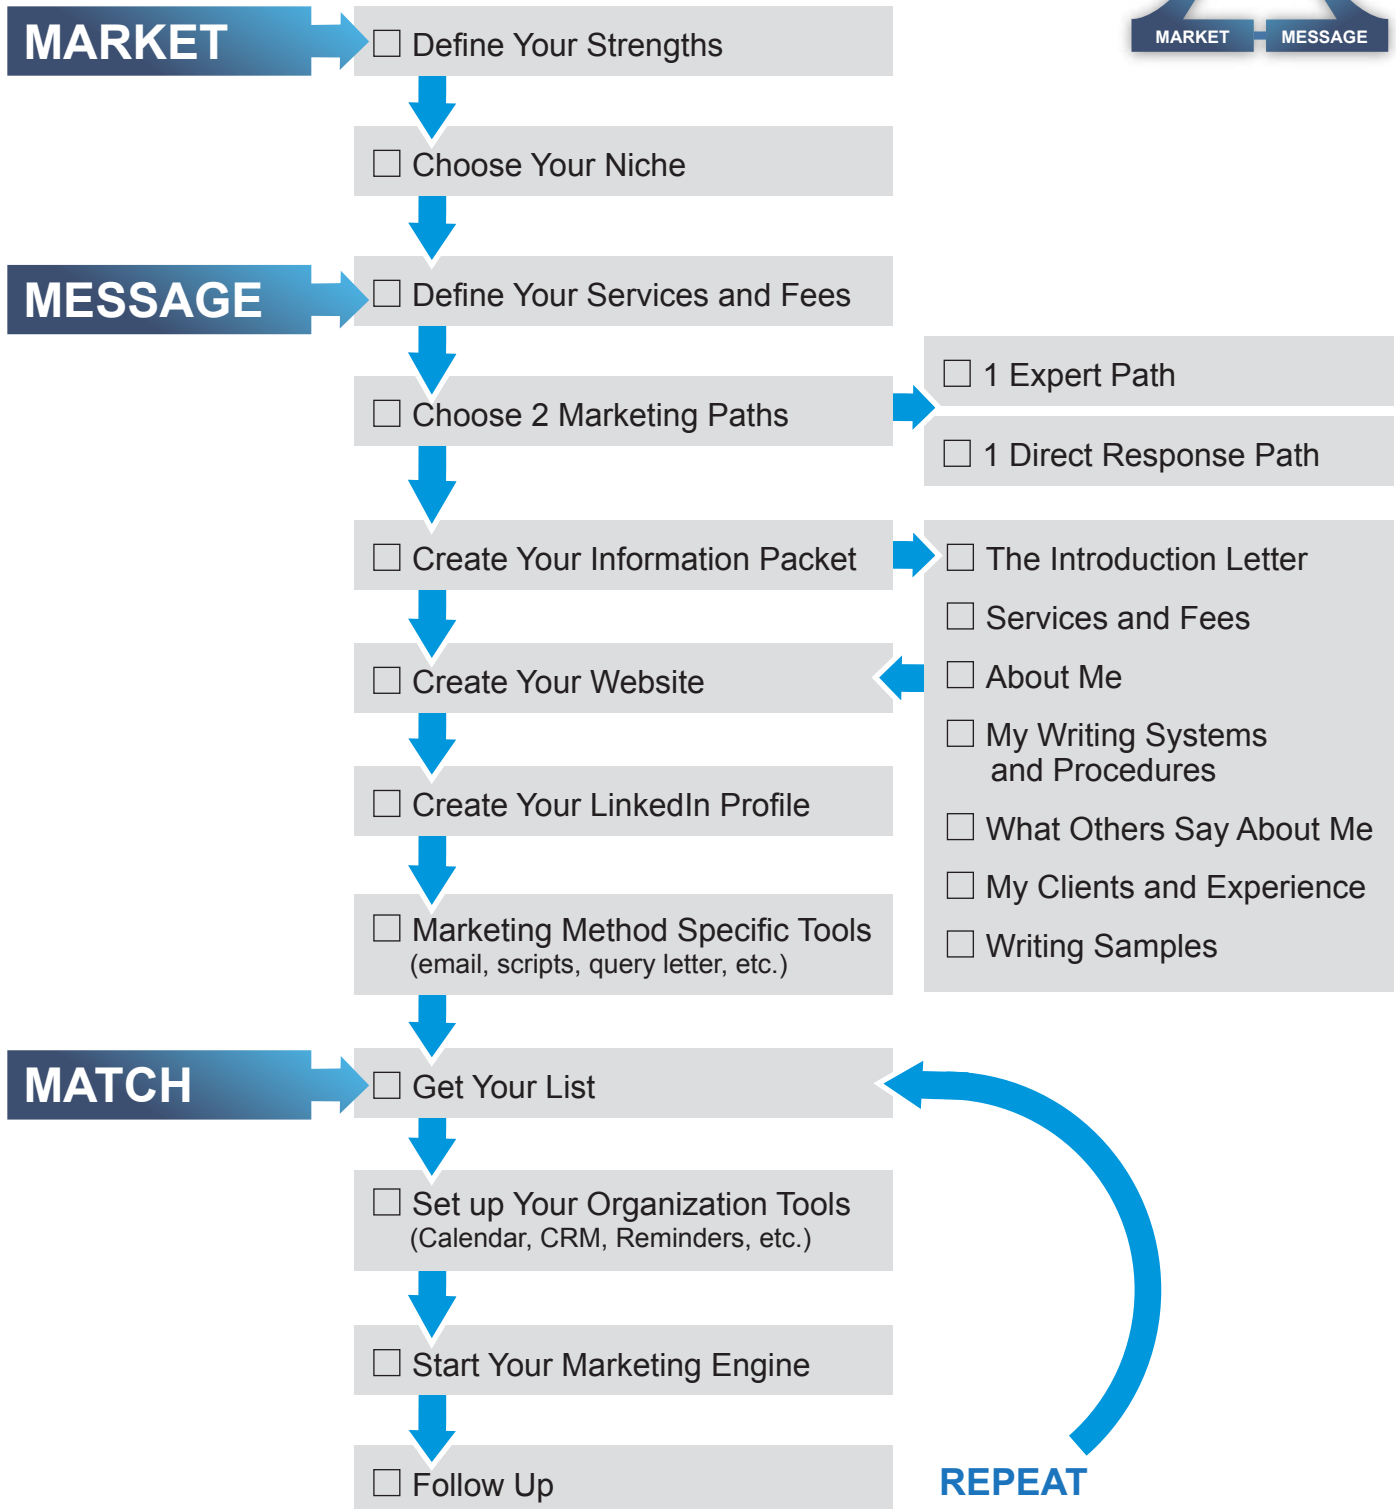 MARKET
☐ Define Your Strengths
MARKET
MESSAGE
☐ Choose Your Niche
MESSAGE
☐ Define Your Services and Fees
☐ Choose 2 Marketing Paths
☐ 1 Expert Path
☐ 1 Direct Response Path
☐ Create Your Information Packet
☐ The Introduction Letter
☐ Services and Fees
☐ About Me
☐ My Writing Systems
and Procedures
☐ What Others Say About Me
☐ My Clients and Experience
☐ Writing Samples
☐ Create Your Website
☐ Create Your LinkedIn Profile
☐ Marketing Method Specific Tools
(email, scripts, query letter, etc.)
MATCH
☐ Get Your List
☐ Set up Your Organization Tools
(Calendar, CRM, Reminders, etc.)
☐ Start Your Marketing Engine
☐ Follow Up
REPEAT